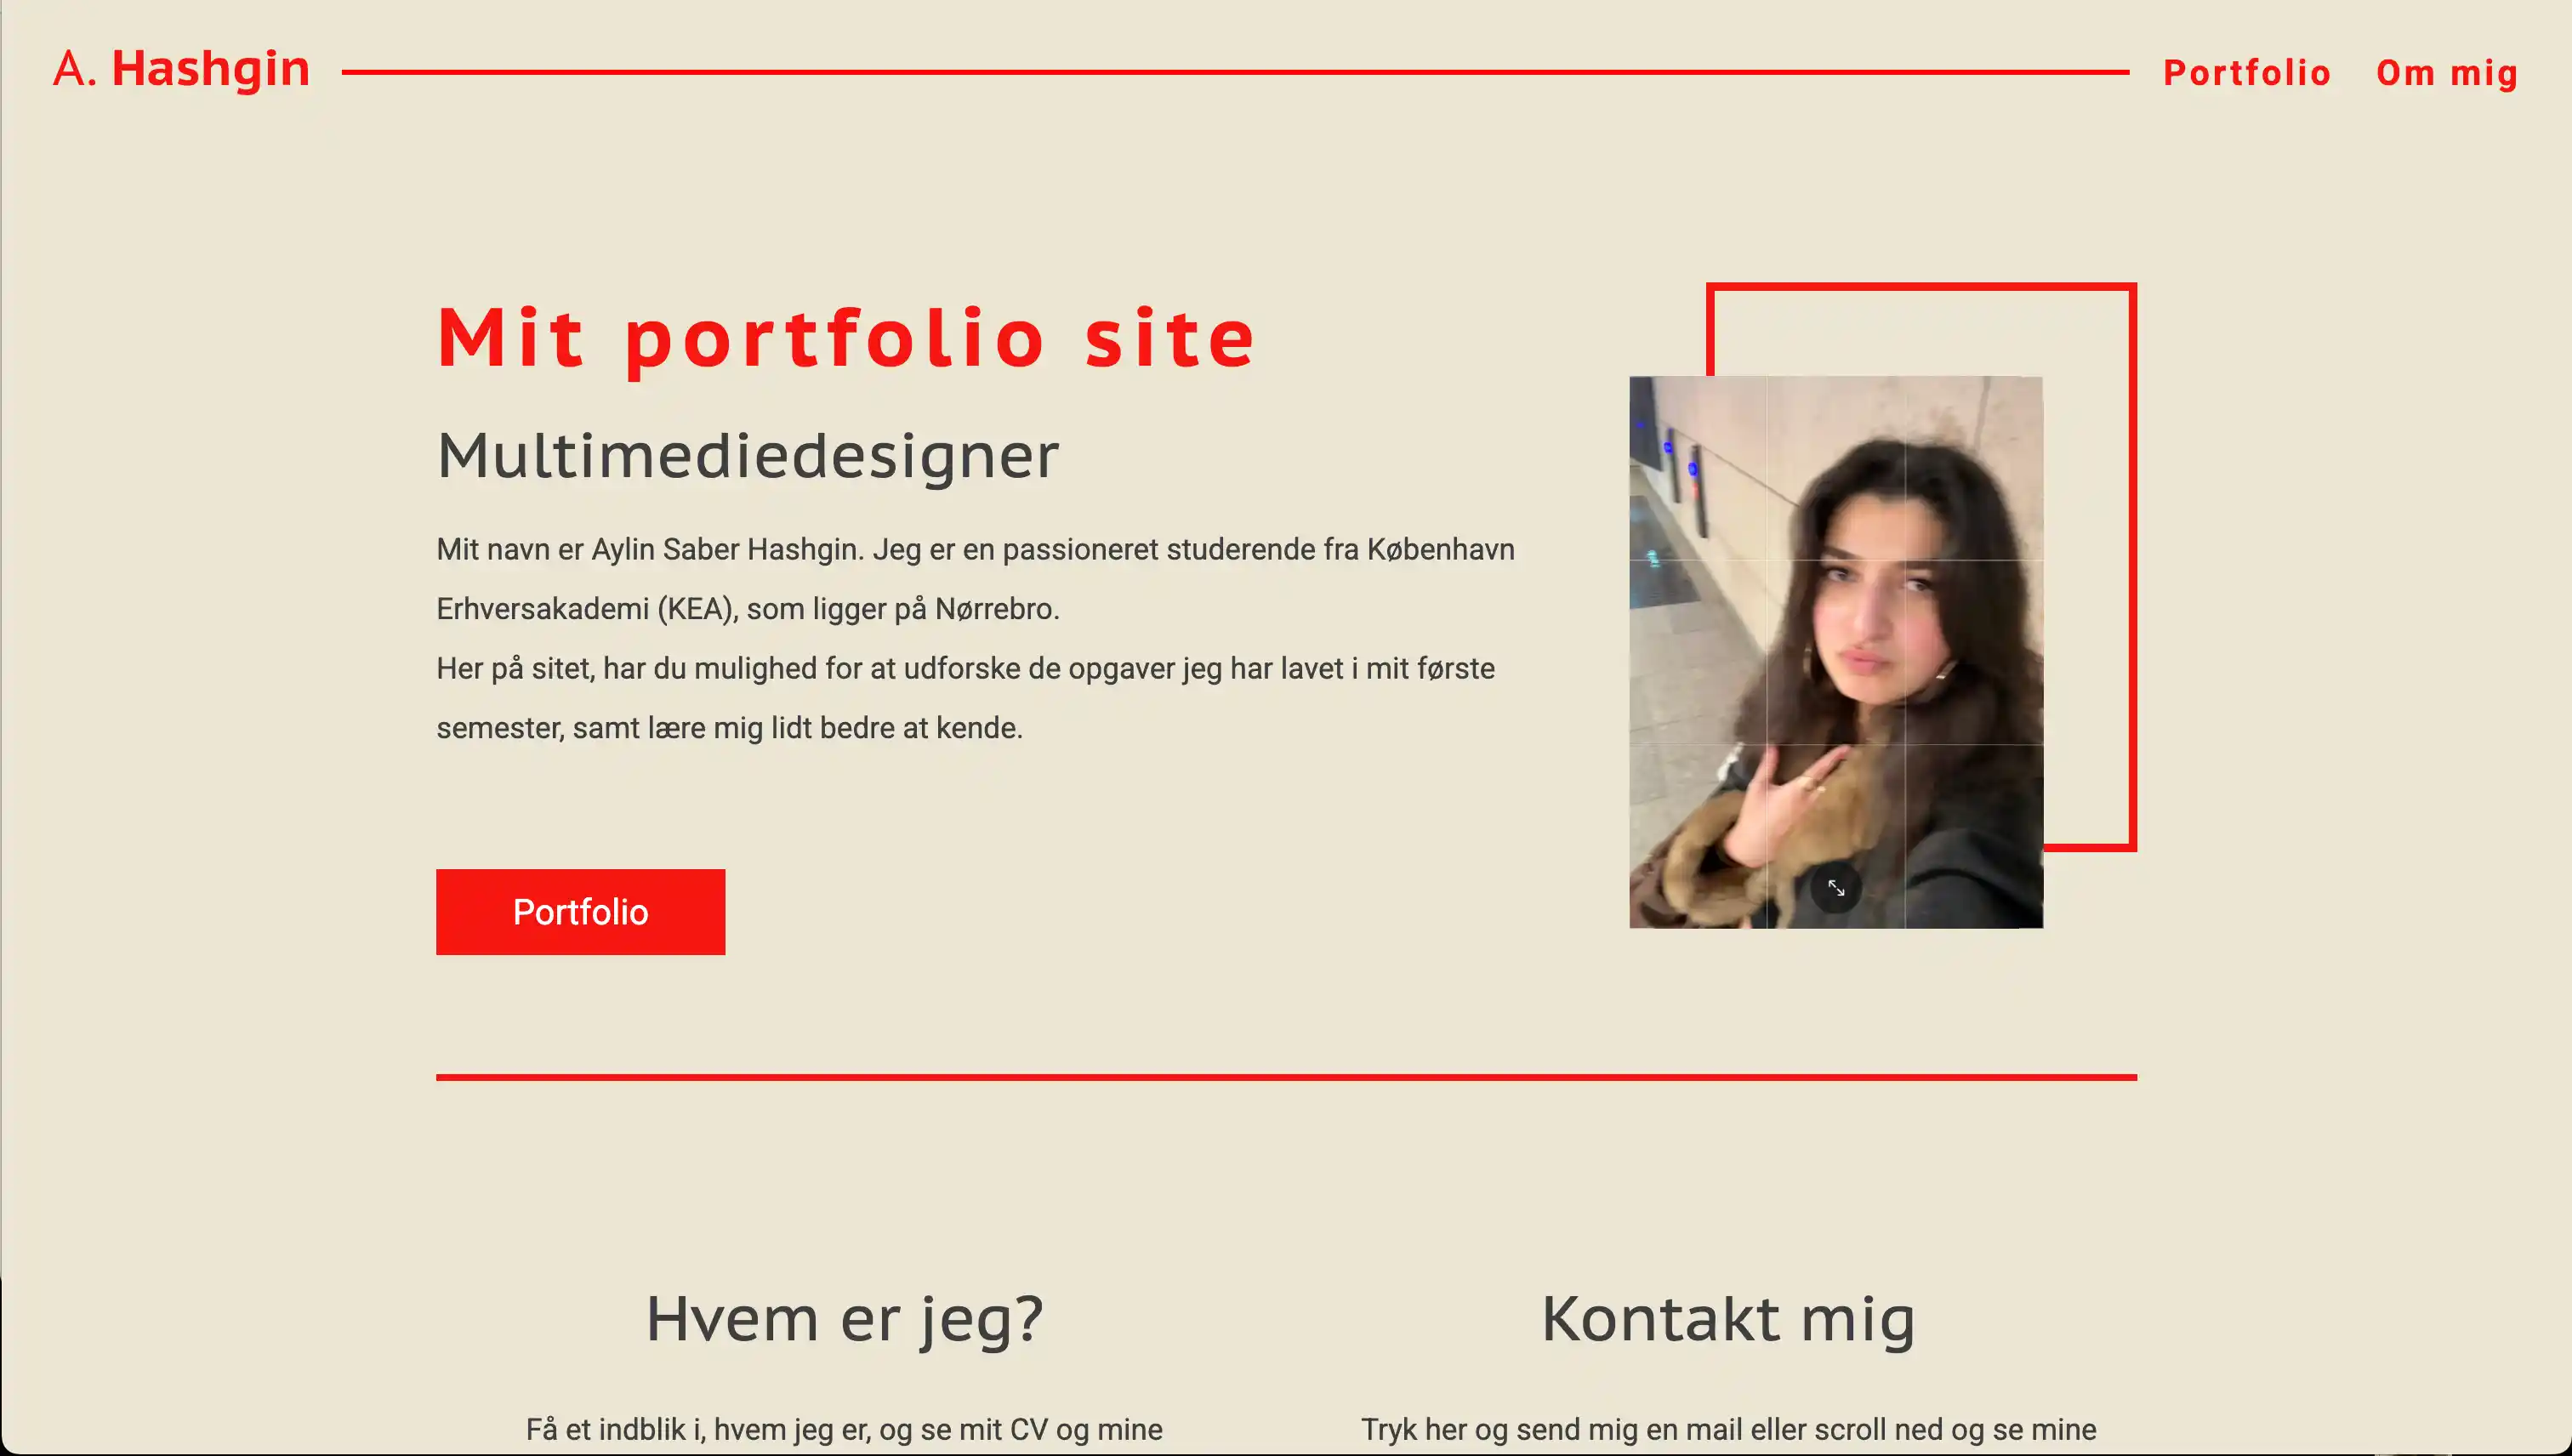 A. Hashgin
Portfolio
Om mig
Mit portfolio site
Multimediedesigner
Mit navn er Aylin Saber Hashgin. Jeg er en passioneret studerende fra København
Erhversakademi (KEA), som ligger på Nørrebro.
Her på sitet, har du mulighed for at udforske de opgaver jeg har lavet i mit første
semester, samt lære mig lidt bedre at kende.
Portfolio
Hvem er jeg?
Få et indblik i, hvem jeg er, og se mit CV og mine
Kontakt mig
Tryk her og send mig en mail eller scroll ned og se mine